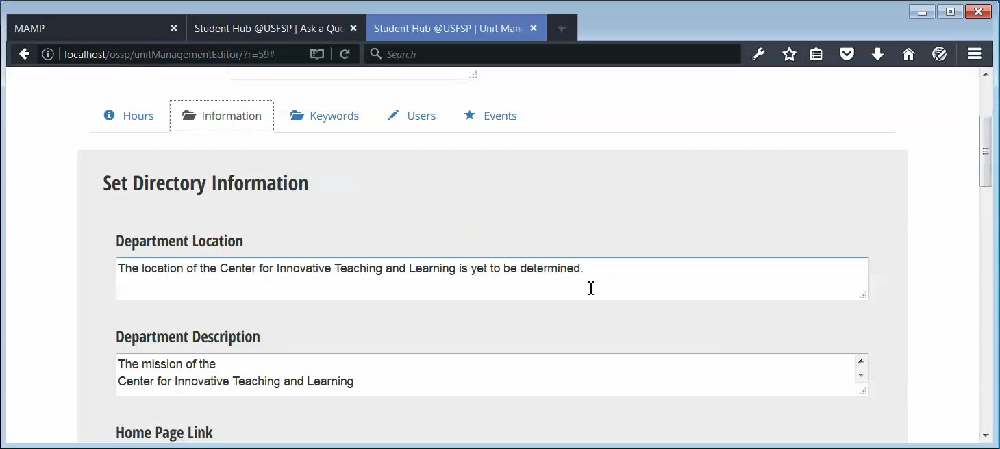 MAMP
Student Hub @USFSP | Ask a Que
Student Hub @USFSP | Unit Man
localhost/ossp/unitManagementEditor/?r=59#
Search
Hours
Information
Keywords
Users
Events
Set Directory Information
Department Location
The location of the Center for Innovative Teaching and Learning is yet to be determined.
Department Description
The mission of the
Center for Innovative Teaching and Learning
Home Page Link